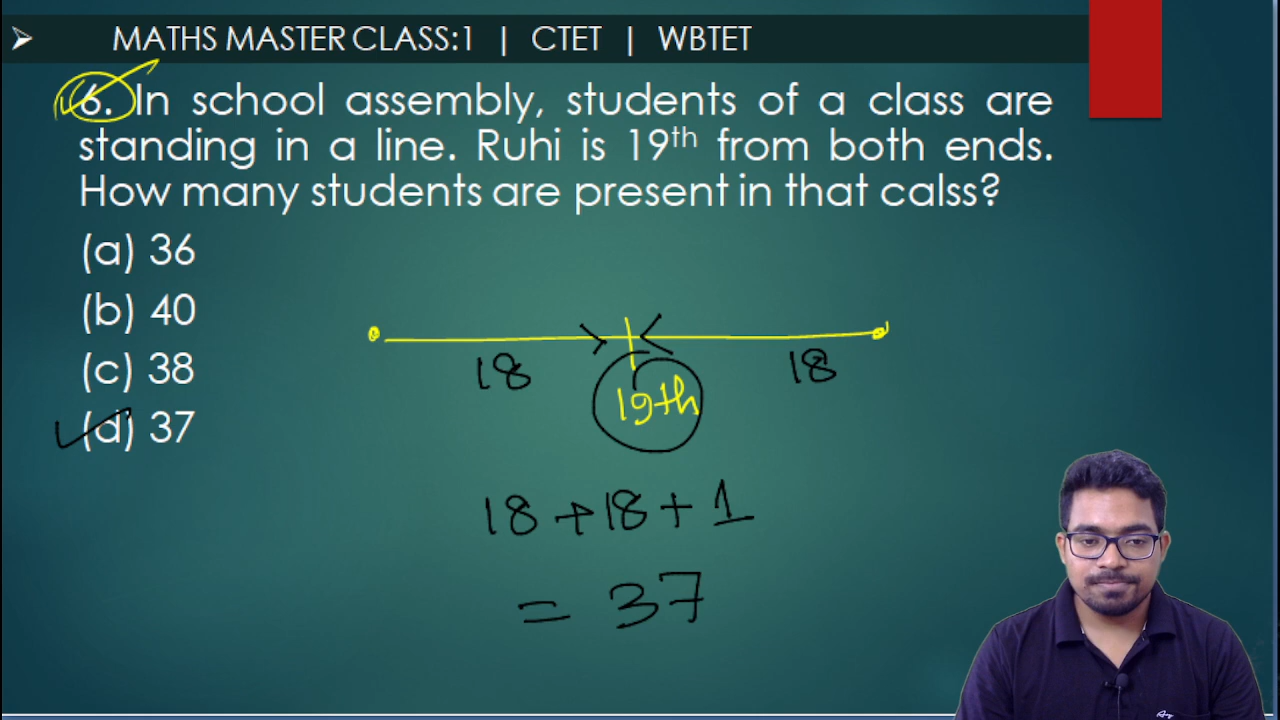 MATHS MASTER CLASS:1 | CTET | WBTET
6. In school assembly, students of a class are
standing in a line. Ruhi is 19th from both ends.
How many students are present in that calss?
(a) 36
(b) 40
(c) 38
(d) 37
18 18
19th
18 + 18 + 1
= 37